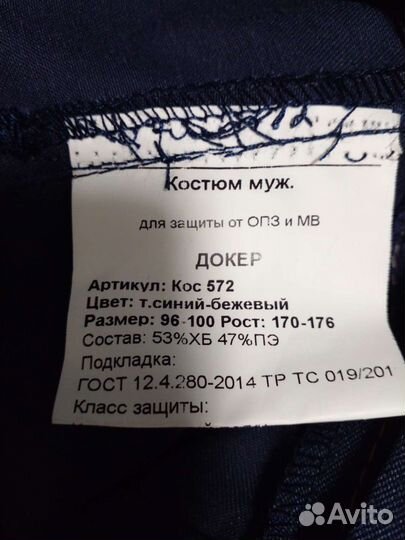 Костюм муж.
для защиты от ОПЗ и МВ
ДОКЕР
Артикул: Кос 572
Цвет: т.синий-бежевый
Размер: 96-100 Рост: 170-176
Состав: 53%ХБ 47%ПЭ
Подкладка:
ГОСТ 12.4.280-2014 ТР ТС 019/201
Класс защиты:
Avito